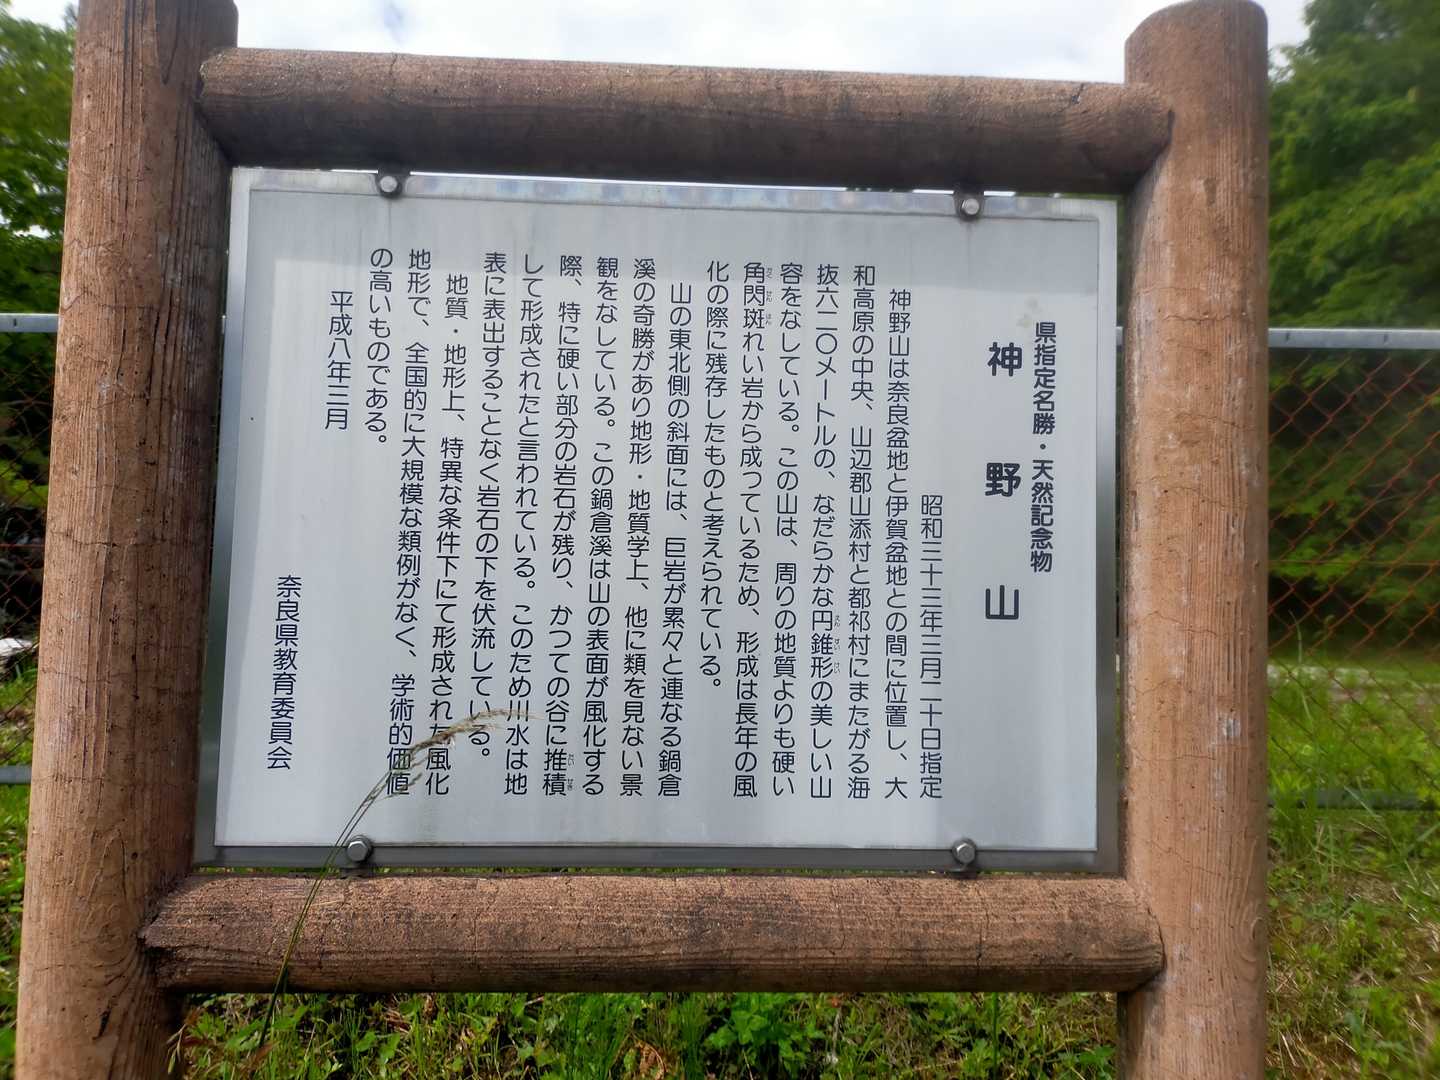 県指定名勝・天然記念物
神野山
昭和三十三年三月二十日指定
神野山は奈良盆地と伊賀盆地との間に位置し、大
和高原の中央、山辺郡山添村と都祁村にまたがる海
抜六二〇メートルの、なだらかな円錐形の美しい山
容をなしている。この山は、周りの地質よりも硬い
角閃斑れい岩から成っているため、形成は長年の風
化の際に残存したものと考えられている。
山の東北側の斜面には、巨岩が累々と連なる鍋倉
溪の奇勝があり地形・地質学上、他に類を見ない景
観をなしている。この鍋倉溪は山の表面が風化する
際、特に硬い部分の岩石が残り、かつての谷に推積
して形成されたと言われている。このため川水は地
表に表出することなく岩石の下を伏流している。
地質・地形上、特異な条件下にて形成された風化
地形で、全国的に大規模な類例がなく、学術的価値
の高いものである。
平成八年三月
奈良県教育委員会